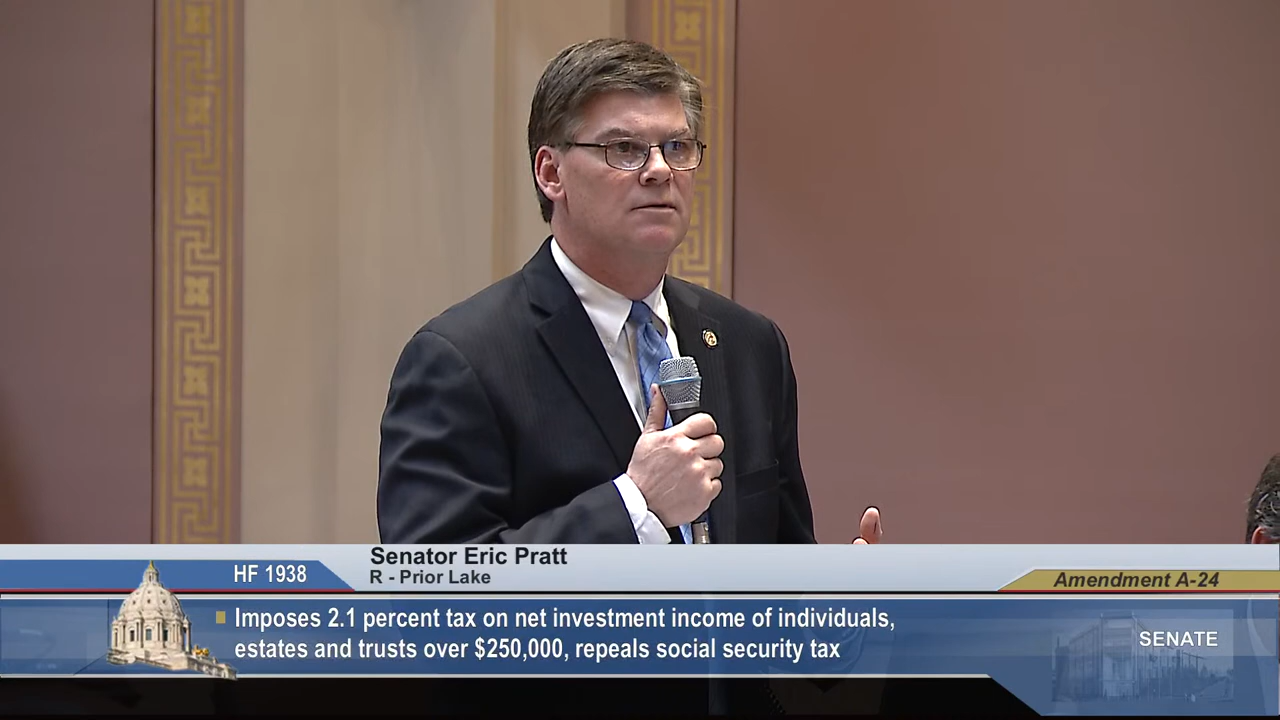 Senator Eric Pratt
HF 1938
R - Prior Lake
Amendment A-24
Imposes 2.1 percent tax on net investment income of individuals,
estates and trusts over $250,000, repeals social security tax
SENATE